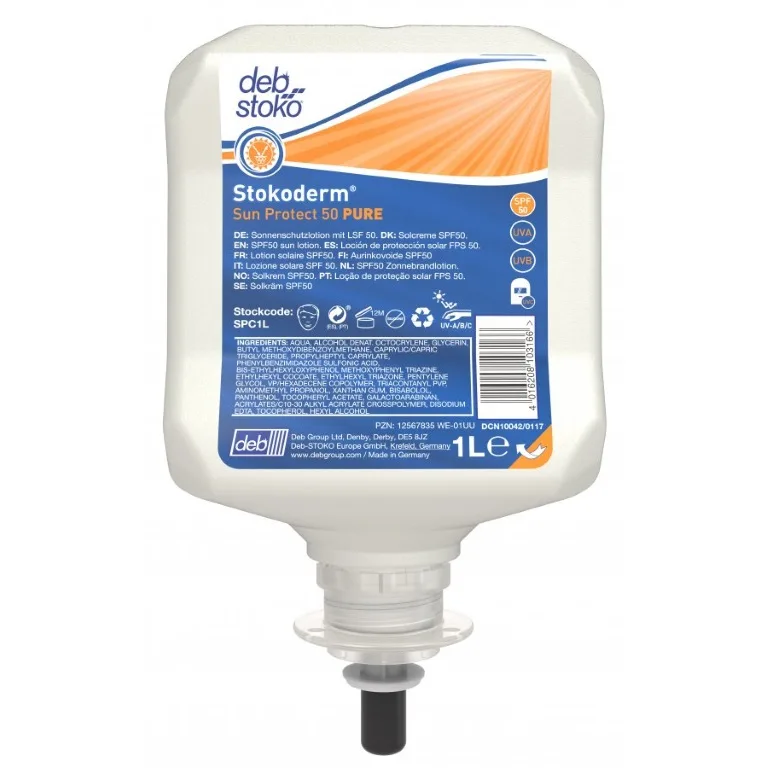 deb
stoko
Stokoderm®
Sun Protect 50 PURE
SPF
50
UVA
UVB
UVC
DE: Sonnenschutzlotion mit LSF 50. DK: Solcreme SPF50.
EN: SPF50 sun lotion. ES: Loción de protección solar FPS 50.
FR: Lotion solaire SPF 50. FI: Aurinkovoide SPF50
IT: Lozione solare SPF 50. NL: SPF50 Zonnebrandlotion.
NO: Solkrem SPF50. PT: Loção de proteção solar FPS 50.
SE: Solkräm SPF50
Stockcode:
SPC1L
12M
UV-A/B/C
INGREDIENTS: AQUA, ALCOHOL DENAT. OCTOCRYLENE, GLYCERIN,
BUTYL METHOXYDIBENZOYLMETHANE, CAPRYLIC/CAPRIC
TRIGLYCERIDE, PROPYLHEPTYL CAPRYLATE,
PHENYLBENZIMIDAZOLE SULFONIC ACID,
BIS-ETHYLHEXYLOXYPHENOL METHOXYPHENYL TRIAZINE,
ETHYLHEXYL COCOATE, ETHYLHEXYL TRIAZONE, PENTYLENE
GLYCOL, VP/HEXADECENE COPOLYMER, TRIACONTANYL PVP,
AMINOMETHYL PROPANOL, XANTHAN GUM, BISABOLOL,
PANTHENOL, TOCOPHERYL ACETATE, GALACTOARABINAN,
ACRYLATES/C10-30 ALKYL ACRYLATE CROSSPOLYMER, DISODIUM
EDTA, TOCOPHEROL, HEXYL ALCOHOL
4 016208 103166 >
PZN: 12567835 WE-01UU
DCN10042/0117
deb
Deb Group Ltd, Denby, Derby, DE5 8JZ
Deb-STOKO Europe GmbH, Krefeld, Germany
www.debgroup.com / Made in Germany
1L℮